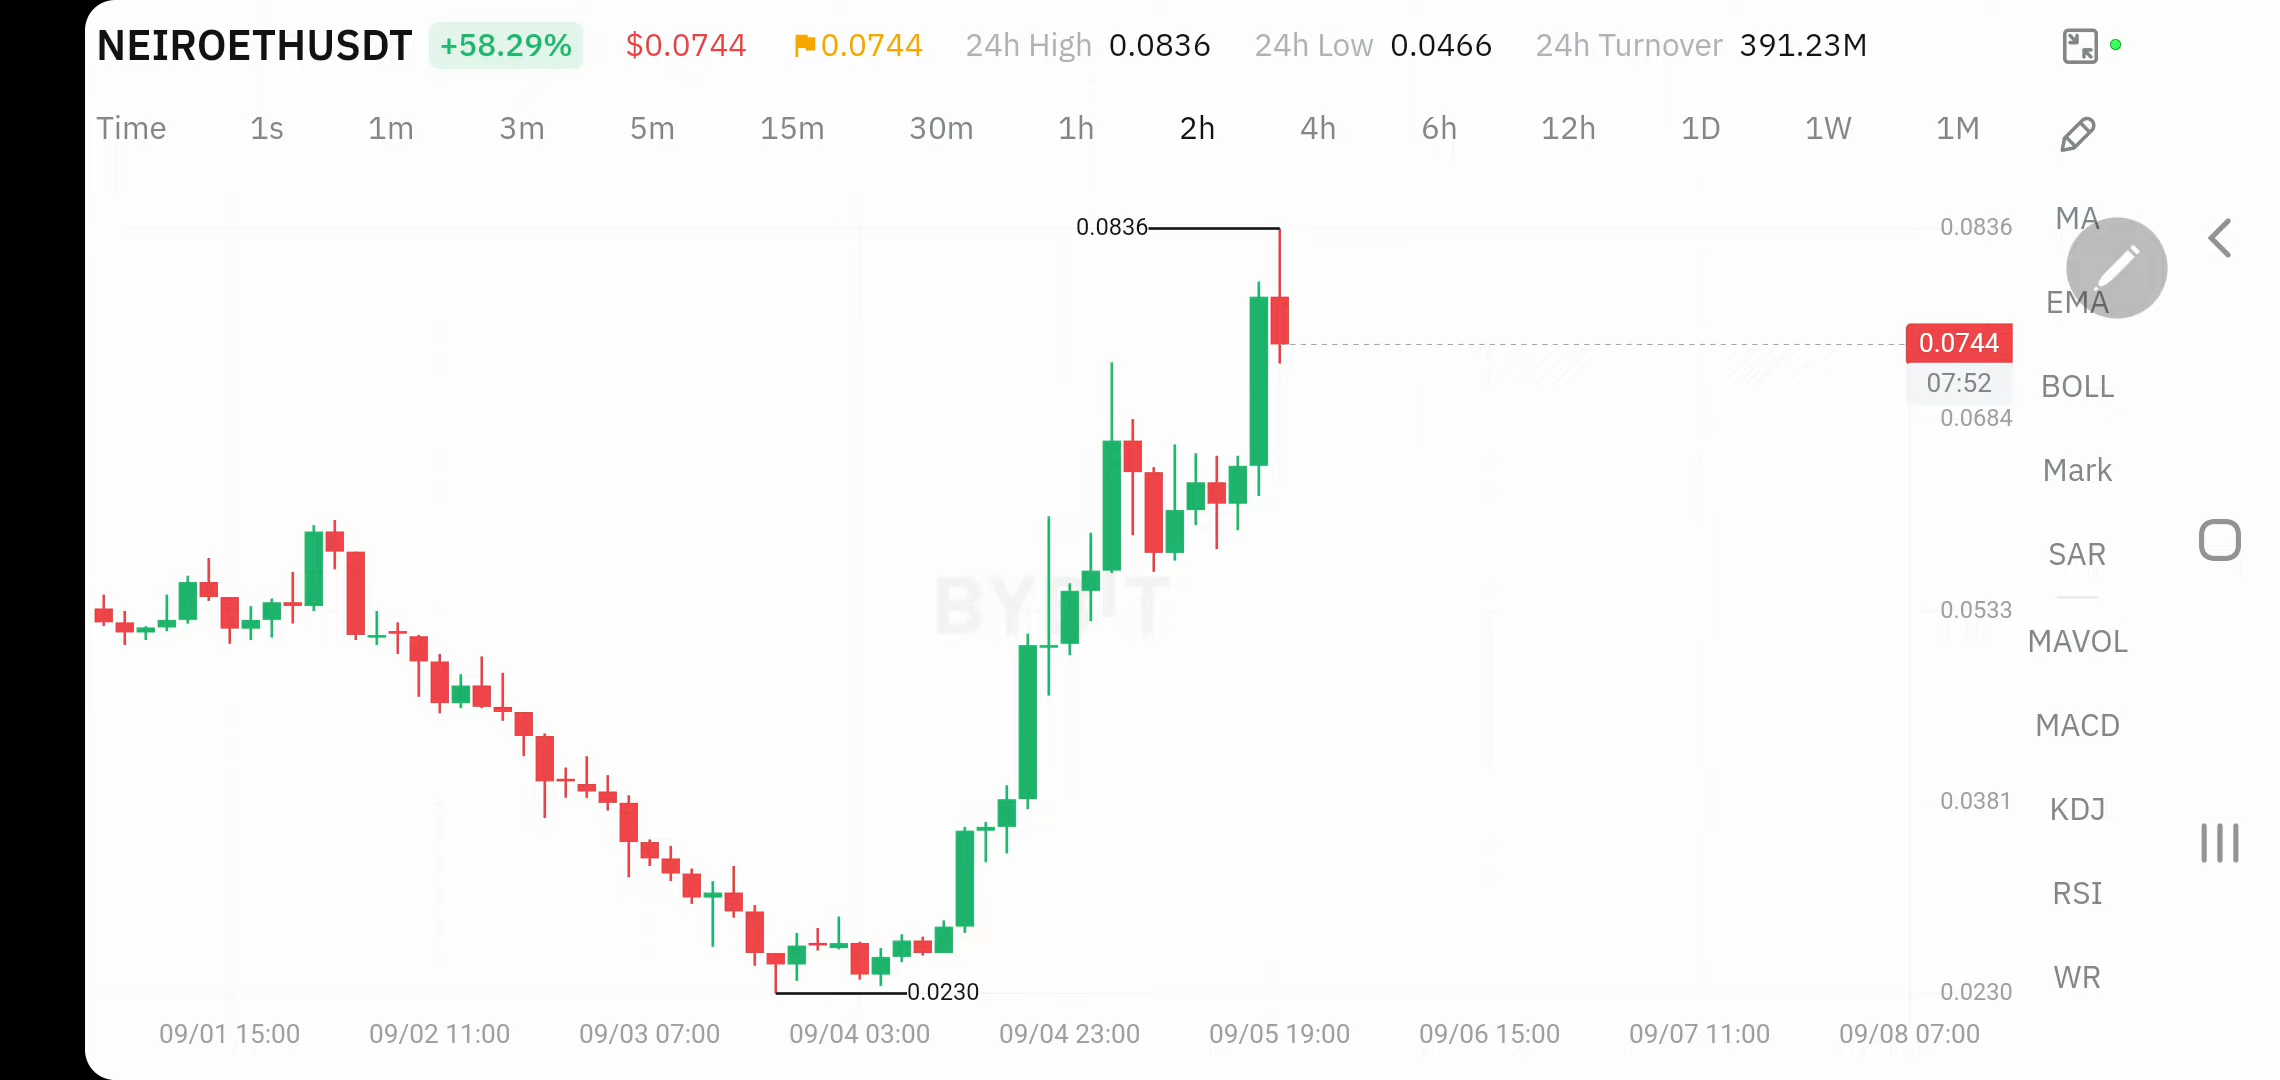 NEIROETHUSDT +58.29% $0.0744 0.0744 24h High 0.0836 24h Low 0.0466 24h Turnover 391.23M
Time 1s 1m 3m 5m 15m 30m 1h 2h 4h 6h 12h 1D 1W 1M
0.0836 0.0836
MA
EMA
0.0744
07:52
BOLL
0.0684
Mark
SAR
BYBIT
0.0533
MAVOL
MACD
0.0381
KDJ
RSI
WR
0.0230 0.0230
09/01 15:00 09/02 11:00 09/03 07:00 09/04 03:00 09/04 23:00 09/05 19:00 09/06 15:00 09/07 11:00 09/08 07:00